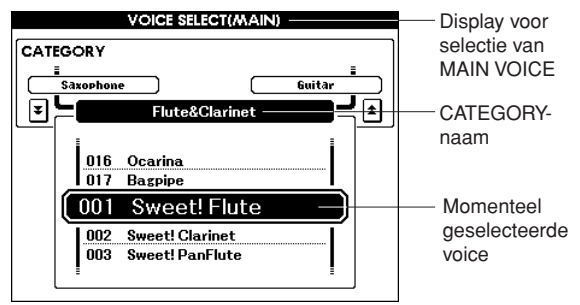 VOICE SELECT(MAIN)
CATEGORY
Saxophone
Guitar
Flute&Clarinet
016 Ocarina
017 Bagpipe
001 Sweet! Flute
002 Sweet! Clarinet
003 Sweet! PanFlute
Display voor
selectie van
MAIN VOICE
CATEGORY-
naam
Momenteel
geselecteerde
voice